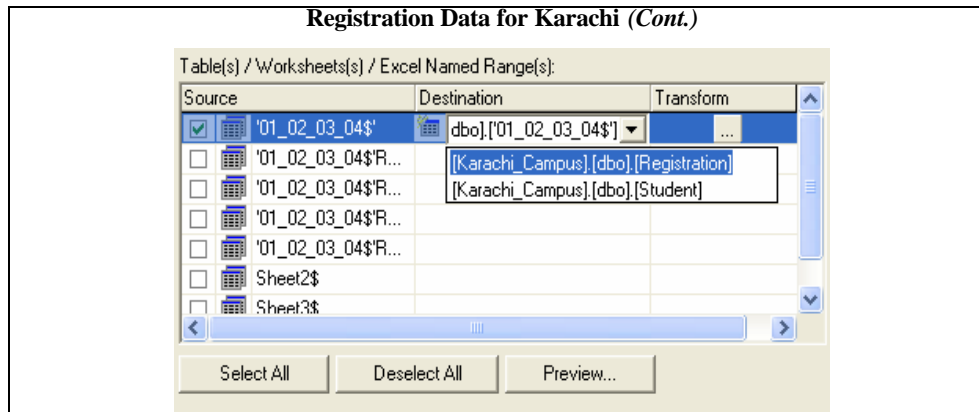 Registration Data for Karachi (Cont.)
Table(s) / Worksheets(s) / Excel Named Range(s):
Source Destination Transform
'01_02_03_04$' dbo].['01_02_03_04$'] ...
'01_02_03_04$'R... [Karachi_Campus].[dbo].[Registration]
'01_02_03_04$'R... [Karachi_Campus].[dbo].[Student]
'01_02_03_04$'R...
'01_02_03_04$'R...
Sheet2$
Sheet3$
Select All Deselect All Preview...